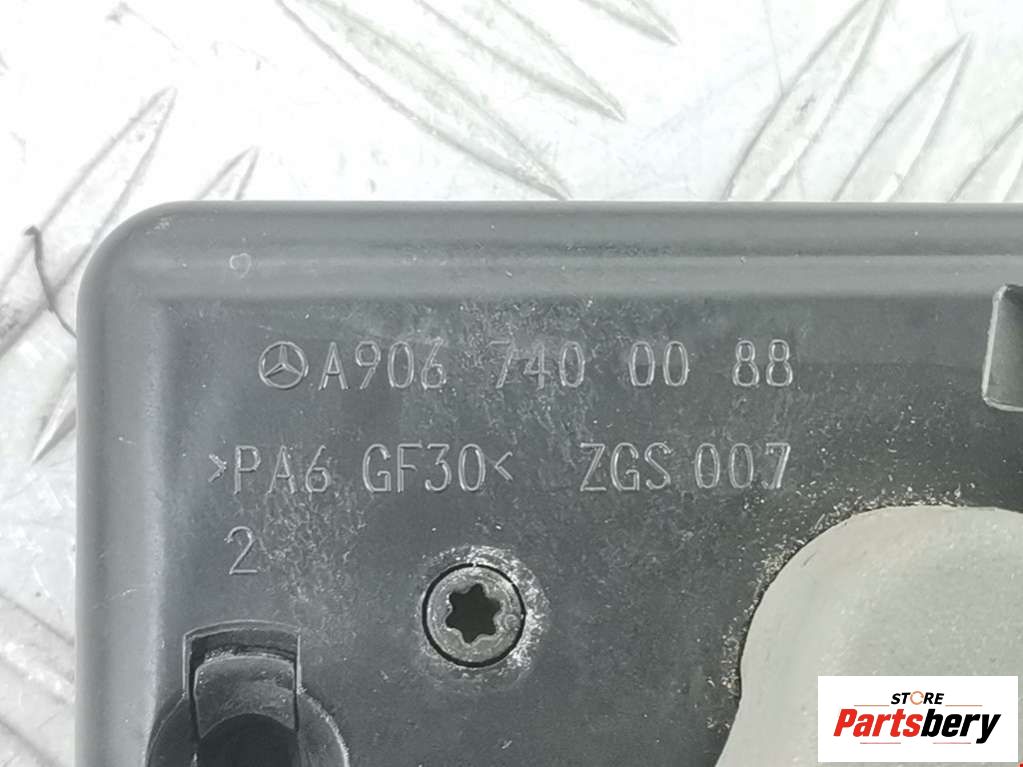 A906 740 00 88
>PA6 GF30< ZGS 007
2
STORE
Partsbery